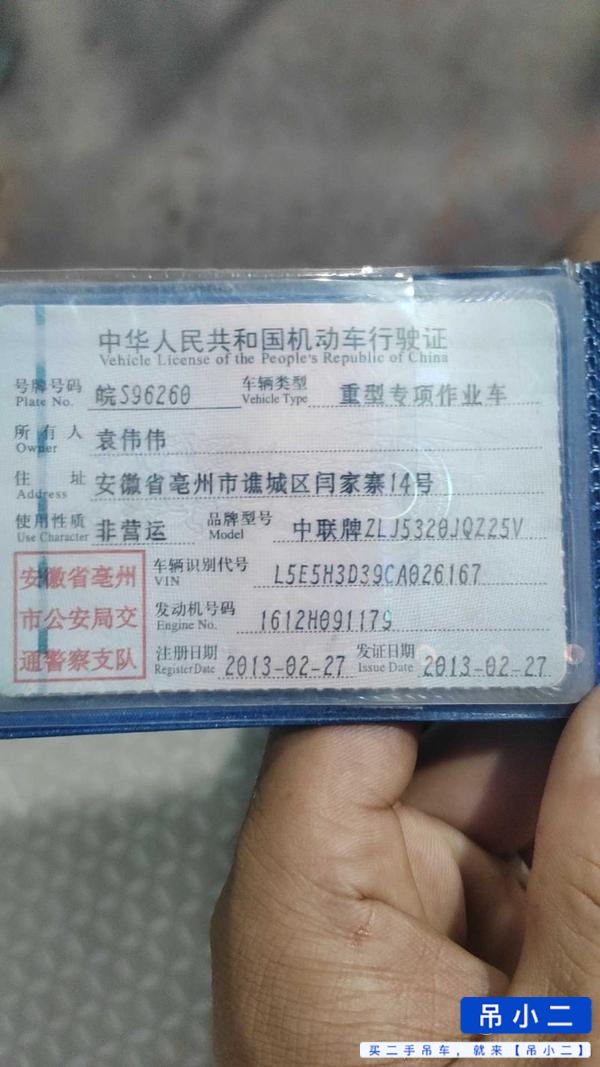 中华人民共和国机动车行驶证
Vehicle License of the People's Republic of China
号牌号码 皖S96260 车辆类型 重型专项作业车
Plate No. Vehicle Type
所有人 袁伟伟
Owner
住址 安徽省亳州市谯城区闫家寨14号
Address
使用性质 非营运 品牌型号 中联牌ZLJ5320JQZ25V
Use Character Model
安徽省亳州
市公安局交
通警察支队
车辆识别代号 L5E5H3D39CA026167
VIN
发动机号码 1612H091179
Engine No.
注册日期 2013-02-27 发证日期 2013-02-27
Register Date Issue Date
吊小二
买二手吊车，就来【吊小二】